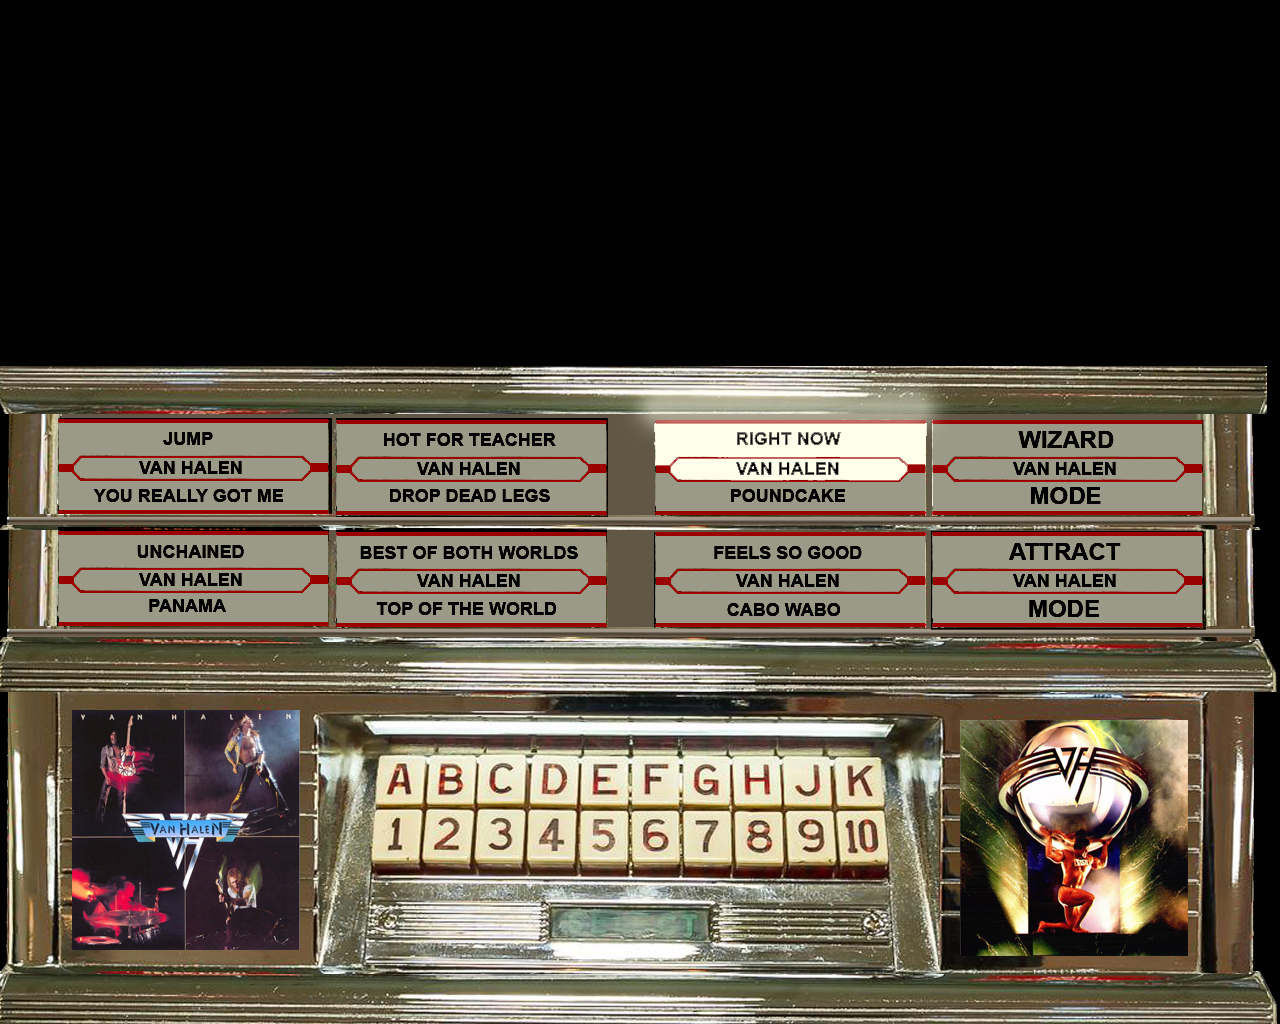 JUMP
VAN HALEN
YOU REALLY GOT ME
HOT FOR TEACHER
VAN HALEN
DROP DEAD LEGS
RIGHT NOW
VAN HALEN
POUNDCAKE
WIZARD
VAN HALEN
MODE
UNCHAINED
VAN HALEN
PANAMA
BEST OF BOTH WORLDS
VAN HALEN
TOP OF THE WORLD
FEELS SO GOOD
VAN HALEN
CABO WABO
ATTRACT
VAN HALEN
MODE
VAN HALEN
VAN HALEN
A B C D E F G H J K
1 2 3 4 5 6 7 8 9 10
VH